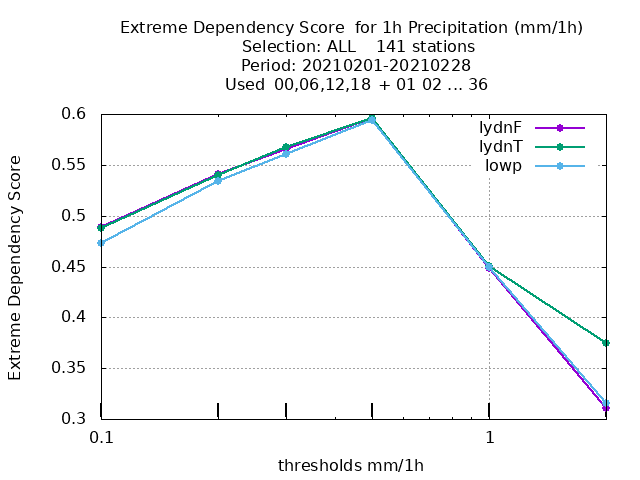 Extreme Dependency Score  for 1h Precipitation (mm/1h)
Selection: ALL    141 stations
Period: 20210201-20210228
Used  00,06,12,18  + 01 02 ... 36
lydnF
lydnT
lowp
0.6
0.55
0.5
0.45
0.4
0.35
0.3
Extreme Dependency Score
0.1
1
thresholds mm/1h